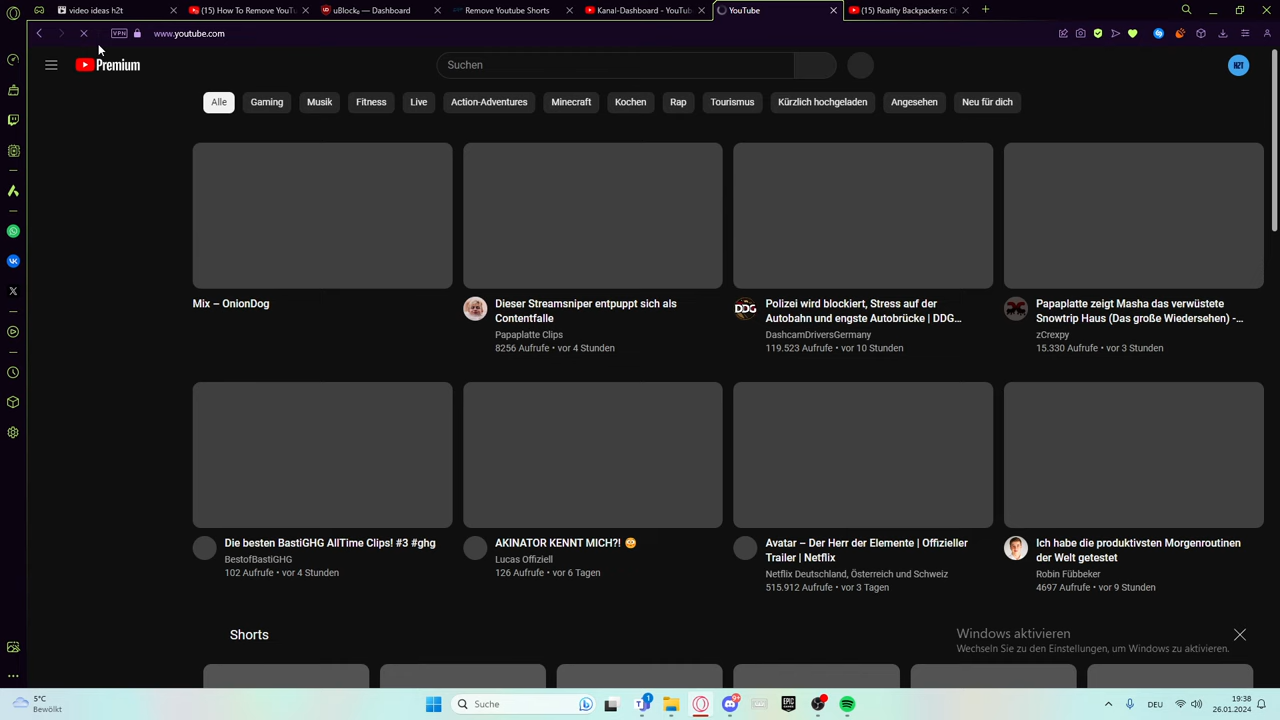 video ideas h2t
(15) How To Remove YouT
uBlock₀ — Dashboard
Remove Youtube Shorts
Kanal-Dashboard - YouTub
YouTube
(15) Reality Backpackers: C
VPN
www.youtube.com
Premium
Suchen
H2T
Alle
Gaming
Musik
Fitness
Live
Action-Adventures
Minecraft
Kochen
Rap
Tourismus
Kürzlich hochgeladen
Angesehen
Neu für dich
Mix – OnionDog
Dieser Streamsniper entpuppt sich als
Contentfalle
Papaplatte Clips
8256 Aufrufe • vor 4 Stunden
DDG
Polizei wird blockiert, Stress auf der
Autobahn und engste Autobrücke | DDG...
DashcamDriversGermany
119.523 Aufrufe • vor 10 Stunden
Papaplatte zeigt Masha das verwüstete
Snowtrip Haus (Das große Wiedersehen) -...
zCrexpy
15.330 Aufrufe • vor 3 Stunden
Die besten BastiGHG AllTime Clips! #3 #ghg
BestofBastiGHG
102 Aufrufe • vor 4 Stunden
AKINATOR KENNT MICH?! 😳
Lucas Offiziell
126 Aufrufe • vor 6 Tagen
Avatar – Der Herr der Elemente | Offizieller
Trailer | Netflix
Netflix Deutschland, Österreich und Schweiz
515.912 Aufrufe • vor 3 Tagen
Ich habe die produktivsten Morgenroutinen
der Welt getestet
Robin Fübbeker
4697 Aufrufe • vor 9 Stunden
Shorts
Windows aktivieren
Wechseln Sie zu den Einstellungen, um Windows zu aktivieren.
5°C
Bewölkt
Suche
1
9+
DEU
19:38
26.01.2024